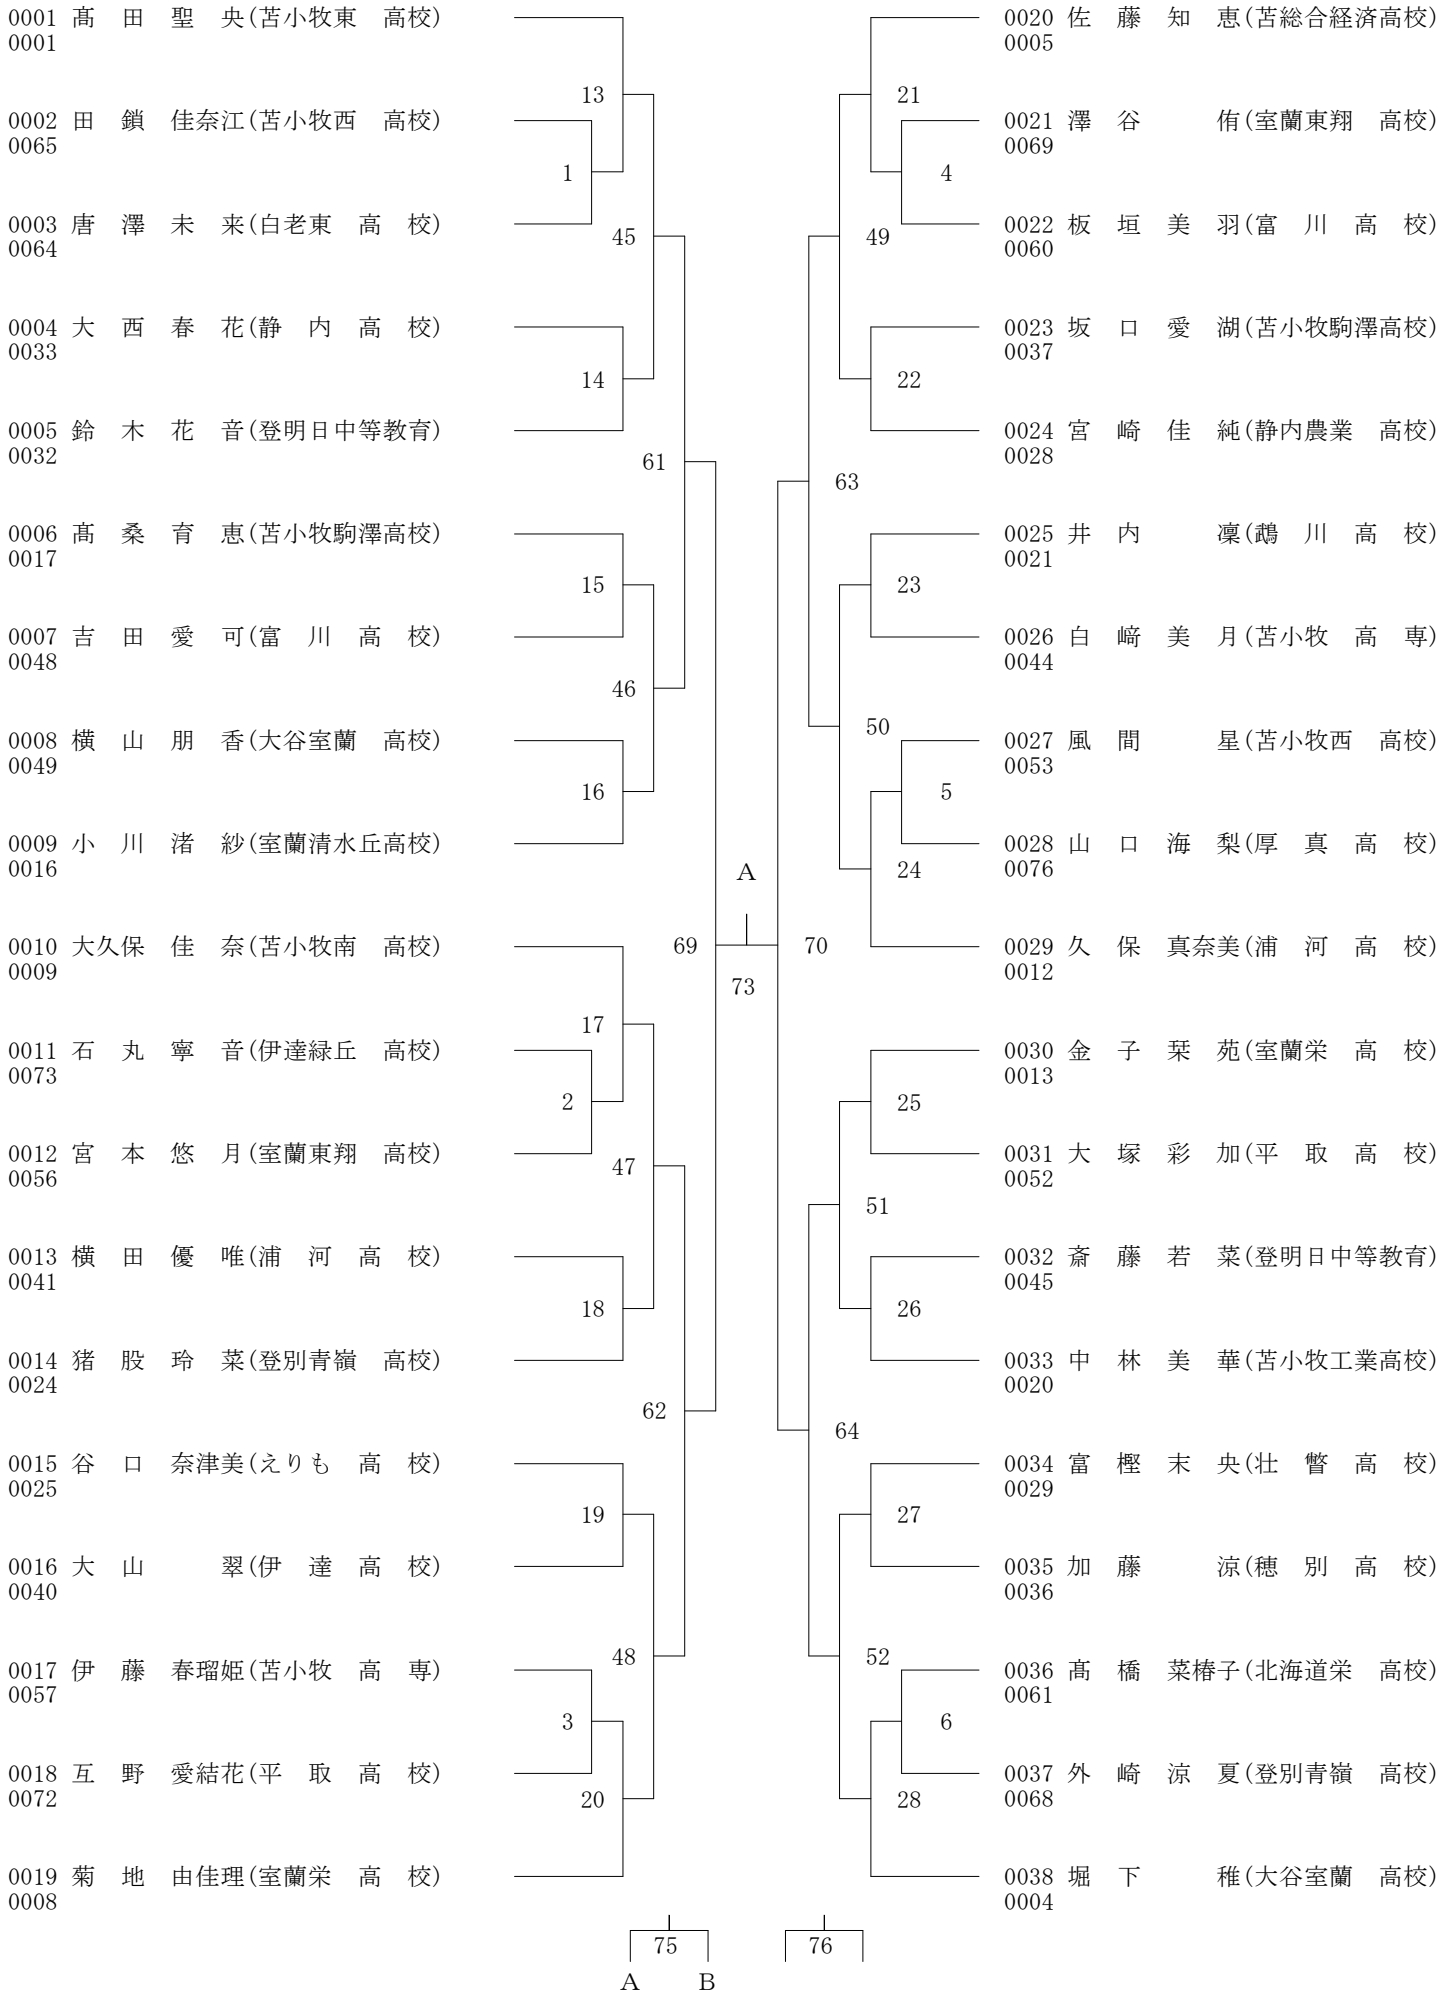 0001 髙　田　聖　央(苫小牧東　高校)
0001
13
0002 田　鎖　佳奈江(苫小牧西　高校)
0065
1
0003 唐　澤　未　来(白老東　高　校)
0064
45
0004 大　西　春　花(静　内　高　校)
0033
14
0005 鈴　木　花　音(登明日中等教育)
0032
61
0006 髙　桑　育　恵(苫小牧駒澤高校)
0017
15
0007 吉　田　愛　可(富　川　高　校)
0048
46
0008 横　山　朋　香(大谷室蘭　高校)
0049
16
0009 小　川　渚　紗(室蘭清水丘高校)
0016
0010 大久保　佳　奈(苫小牧南　高校)
0009
69
17
0011 石　丸　寧　音(伊達緑丘　高校)
0073
2
0012 宮　本　悠　月(室蘭東翔　高校)
0056
47
0013 横　田　優　唯(浦　河　高　校)
0041
18
0014 猪　股　玲　菜(登別青嶺　高校)
0024
62
0015 谷　口　奈津美(えりも　高　校)
0025
19
0016 大　山　　　翠(伊　達　高　校)
0040
48
0017 伊　藤　春瑠姫(苫小牧　高　専)
0057
3
0018 互　野　愛結花(平　取　高　校)
0072
20
0019 菊　地　由佳理(室蘭栄　高　校)
0008
A
73
0020 佐　藤　知　恵(苫総合経済高校)
0005
21
0021 澤　谷　　　侑(室蘭東翔　高校)
0069
4
0022 板　垣　美　羽(富　川　高　校)
0060
49
0023 坂　口　愛　湖(苫小牧駒澤高校)
0037
22
0024 宮　崎　佳　純(静内農業　高校)
0028
63
0025 井　内　　　凜(鵡　川　高　校)
0021
23
0026 白　﨑　美　月(苫小牧　高　専)
0044
50
0027 風　間　　　星(苫小牧西　高校)
0053
5
0028 山　口　海　梨(厚　真　高　校)
0076
24
70
0029 久　保　真奈美(浦　河　高　校)
0012
0030 金　子　栞　苑(室蘭栄　高　校)
0013
25
0031 大　塚　彩　加(平　取　高　校)
0052
51
0032 斎　藤　若　菜(登明日中等教育)
0045
26
0033 中　林　美　華(苫小牧工業高校)
0020
64
0034 富　樫　末　央(壮　瞥　高　校)
0029
27
0035 加　藤　　　涼(穂　別　高　校)
0036
52
0036 髙　橋　菜椿子(北海道栄　高校)
0061
6
0037 外　崎　涼　夏(登別青嶺　高校)
0068
28
0038 堀　下　　　稚(大谷室蘭　高校)
0004
75
76
A B